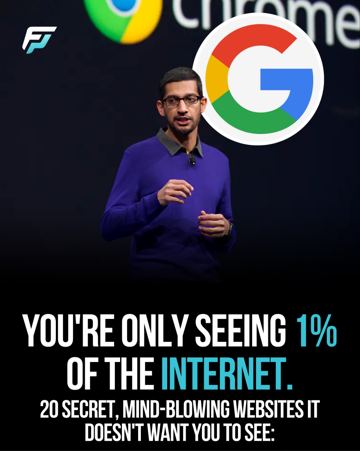 chrome
YOU'RE ONLY SEEING 1%
OF THE INTERNET.
20 SECRET, MIND-BLOWING WEBSITES IT
DOESN'T WANT YOU TO SEE: